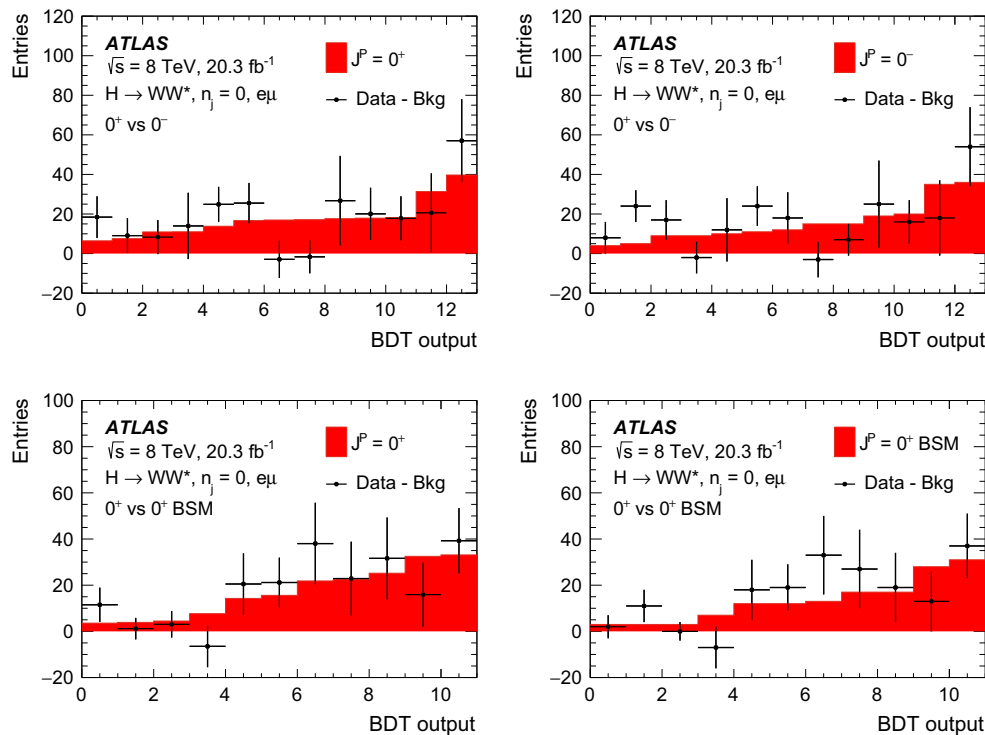 Entries
120
100
80
60
40
20
0
−20
ATLAS
√s = 8 TeV, 20.3 fb⁻¹
H → WW*, nⱼ = 0, eμ
0⁺ vs 0⁻
Jᴾ = 0⁺
Data - Bkg
0 2 4 6 8 10 12
BDT output
Entries
120
100
80
60
40
20
0
−20
ATLAS
√s = 8 TeV, 20.3 fb⁻¹
H → WW*, nⱼ = 0, eμ
0⁺ vs 0⁻
Jᴾ = 0⁻
Data - Bkg
0 2 4 6 8 10 12
BDT output
Entries
100
80
60
40
20
0
−20
ATLAS
√s = 8 TeV, 20.3 fb⁻¹
H → WW*, nⱼ = 0, eμ
0⁺ vs 0⁺ BSM
Jᴾ = 0⁺
Data - Bkg
0 2 4 6 8 10
BDT output
Entries
100
80
60
40
20
0
−20
ATLAS
√s = 8 TeV, 20.3 fb⁻¹
H → WW*, nⱼ = 0, eμ
0⁺ vs 0⁺ BSM
Jᴾ = 0⁺ BSM
Data - Bkg
0 2 4 6 8 10
BDT output